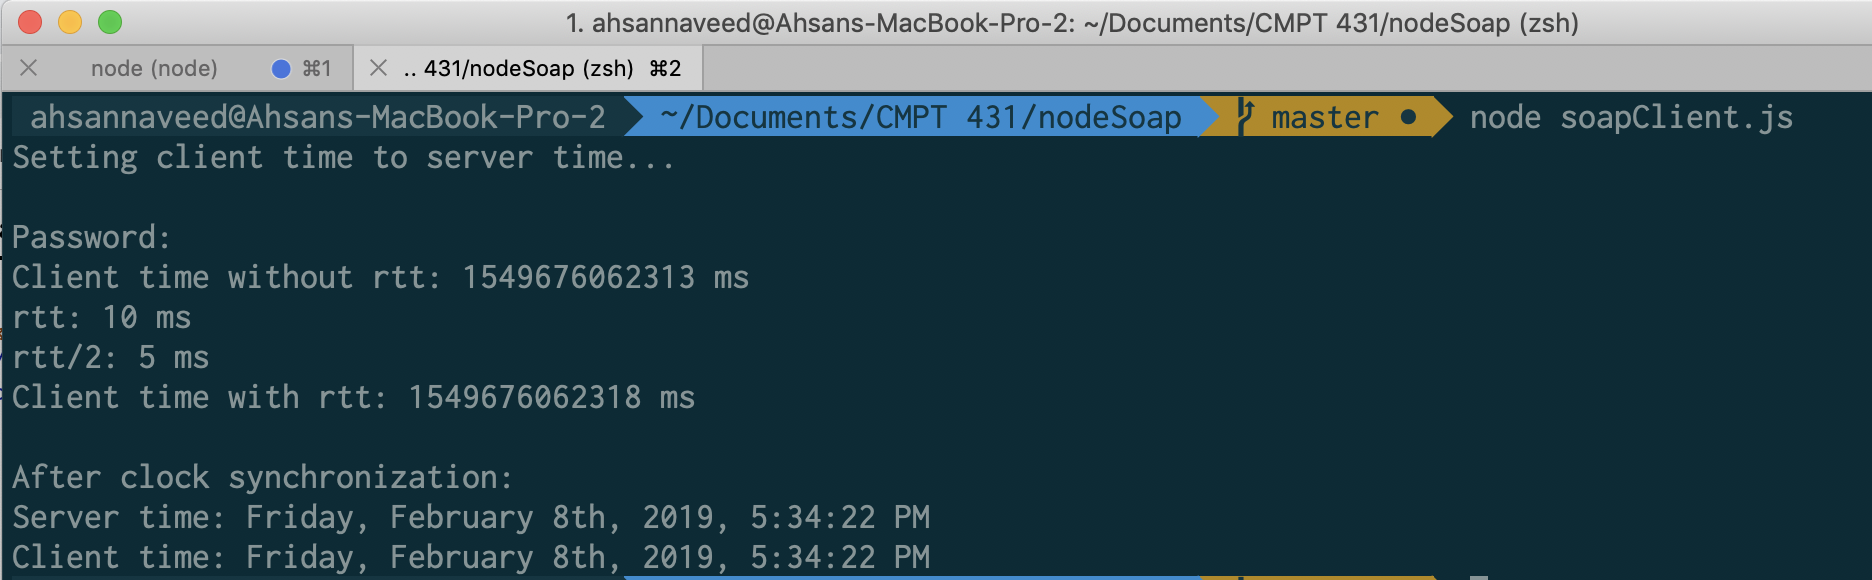 1. ahsannaveed@Ahsans-MacBook-Pro-2: ~/Documents/CMPT 431/nodeSoap (zsh)
node (node) ⌘1 .. 431/nodeSoap (zsh) ⌘2
ahsannaveed@Ahsans-MacBook-Pro-2 ~/Documents/CMPT 431/nodeSoap master ● node soapClient.js
Setting client time to server time...
Password:
Client time without rtt: 1549676062313 ms
rtt: 10 ms
rtt/2: 5 ms
Client time with rtt: 1549676062318 ms
After clock synchronization:
Server time: Friday, February 8th, 2019, 5:34:22 PM
Client time: Friday, February 8th, 2019, 5:34:22 PM